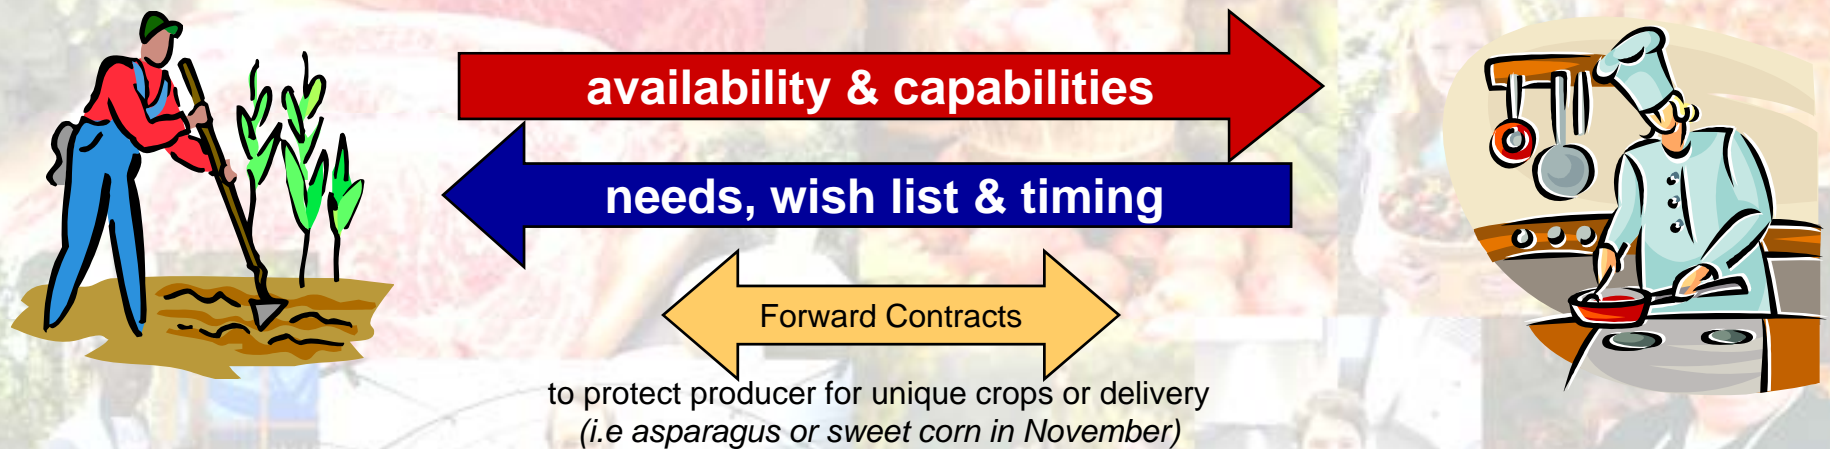 availability & capabilities
needs, wish list & timing
Forward Contracts
to protect producer for unique crops or delivery
(i.e asparagus or sweet corn in November)